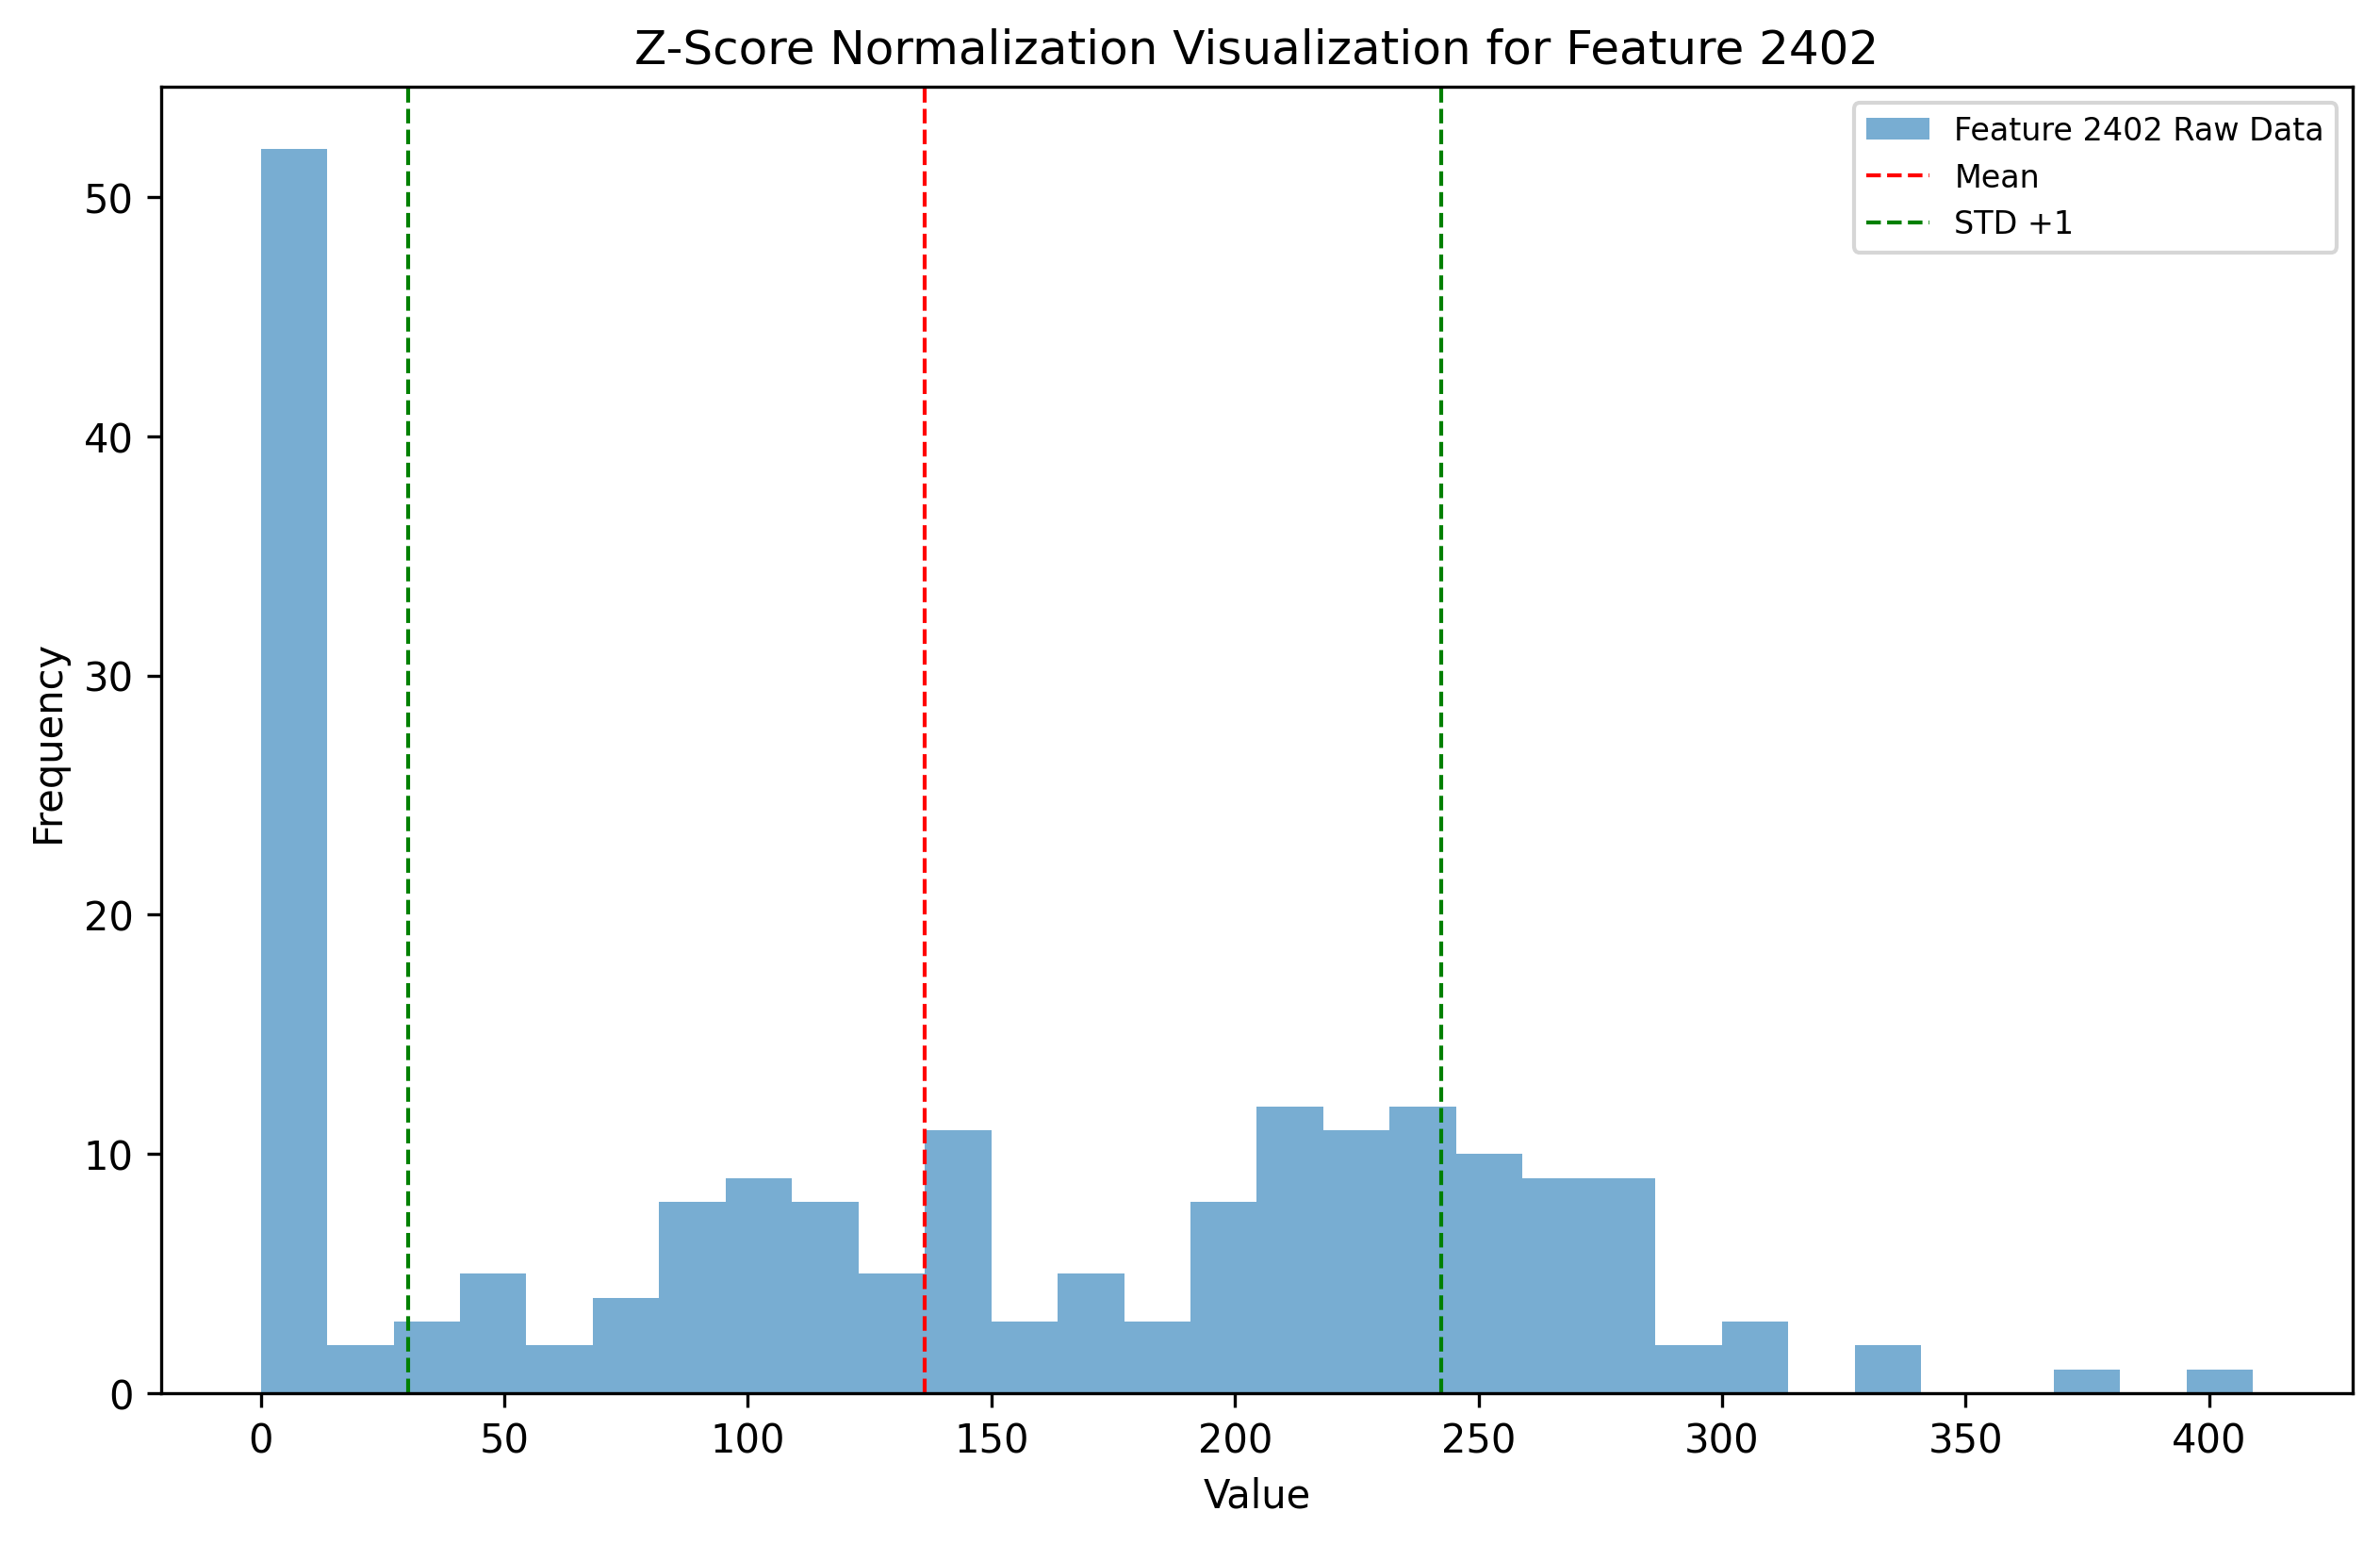 Z-Score Normalization Visualization for Feature 2402
Feature 2402 Raw Data
Mean
STD +1
50
40
30
20
10
0
Frequency
0 50 100 150 200 250 300 350 400
Value